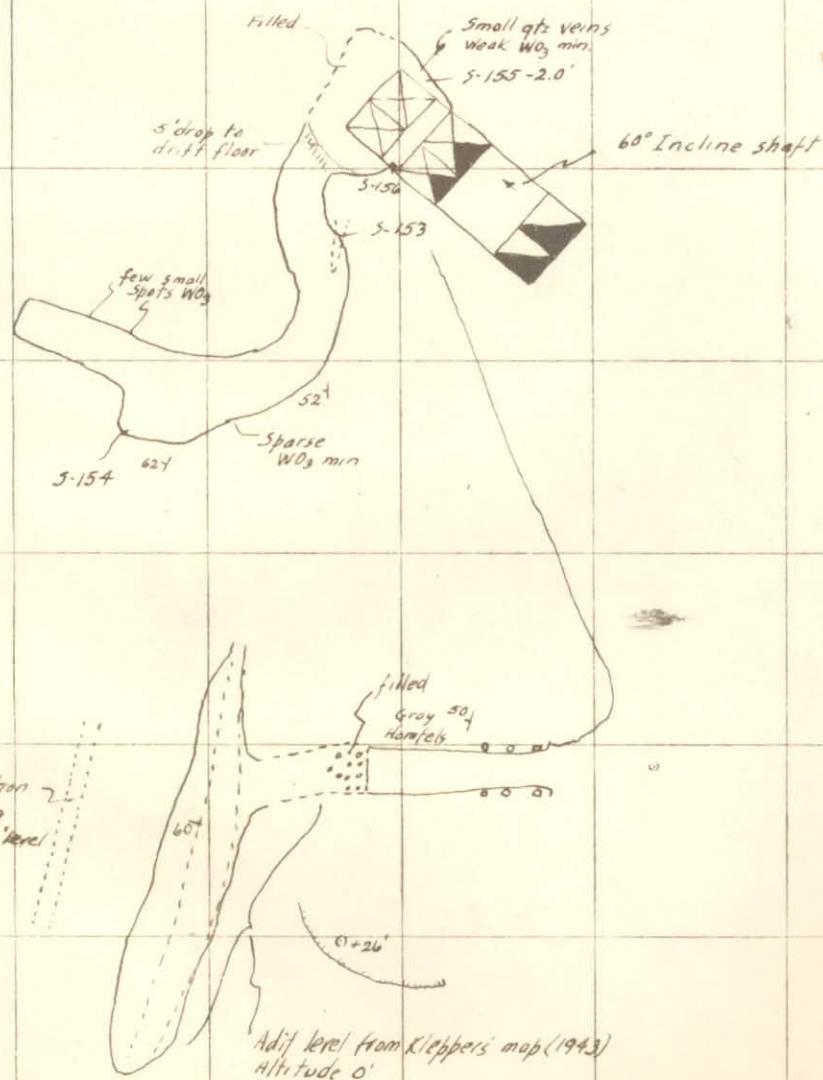 Filled
Small qtz veins
Weak WO₃ min.
S-155-2.0'
5' drop to
drift floor
60° Incline shaft
S-156
S-153
few small
Spots WO₃
52
Sparse
WO₃ min
62
S-154
filled
Gray 50
Hornfels
level
60
+26'
Adit level from Klepper's map (1943)
Altitude 0'